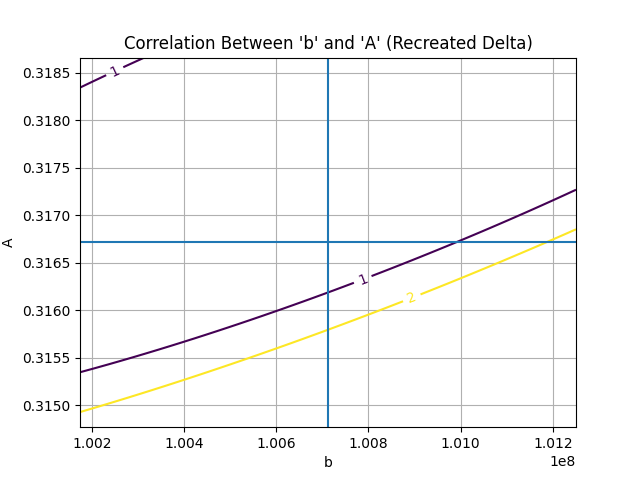 Correlation Between 'b' and 'A' (Recreated Delta)
0.3185
0.3180
0.3175
0.3170
0.3165
0.3160
0.3155
0.3150
A
1
1
2
1.002 1.004 1.006 1.008 1.010 1.012
1e8
b